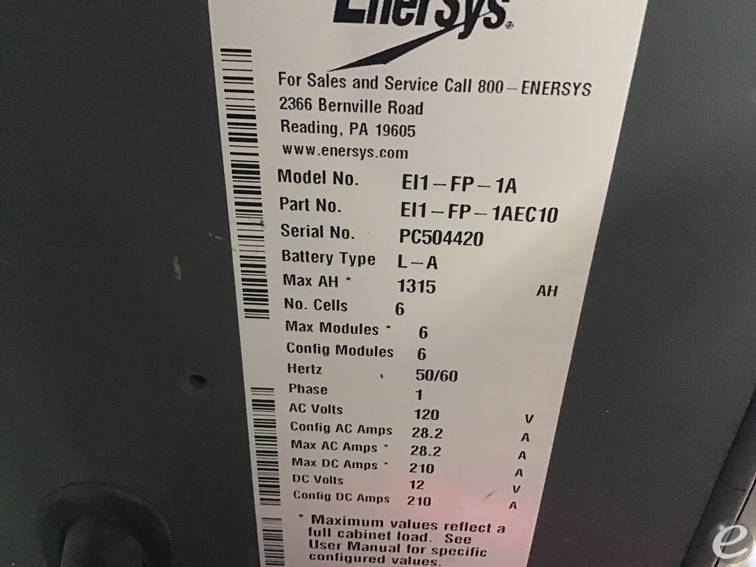 EnerSys.
For Sales and Service Call 800-ENERSYS
2366 Bernville Road
Reading, PA 19605
www.enersys.com
Model No. EI1-FP-1A
Part No. EI1-FP-1AEC10
Serial No. PC504420
Battery Type L-A
Max AH * 1315 AH
No. Cells 6
Max Modules * 6
Config Modules 6
Hertz 50/60
Phase 1
AC Volts 120 V
Config AC Amps 28.2 A
Max AC Amps * 28.2 A
Max DC Amps * 210 A
DC Volts 12 V
Config DC Amps 210 A
* Maximum values reflect a
full cabinet load. See
User Manual for specific
configured values.
e